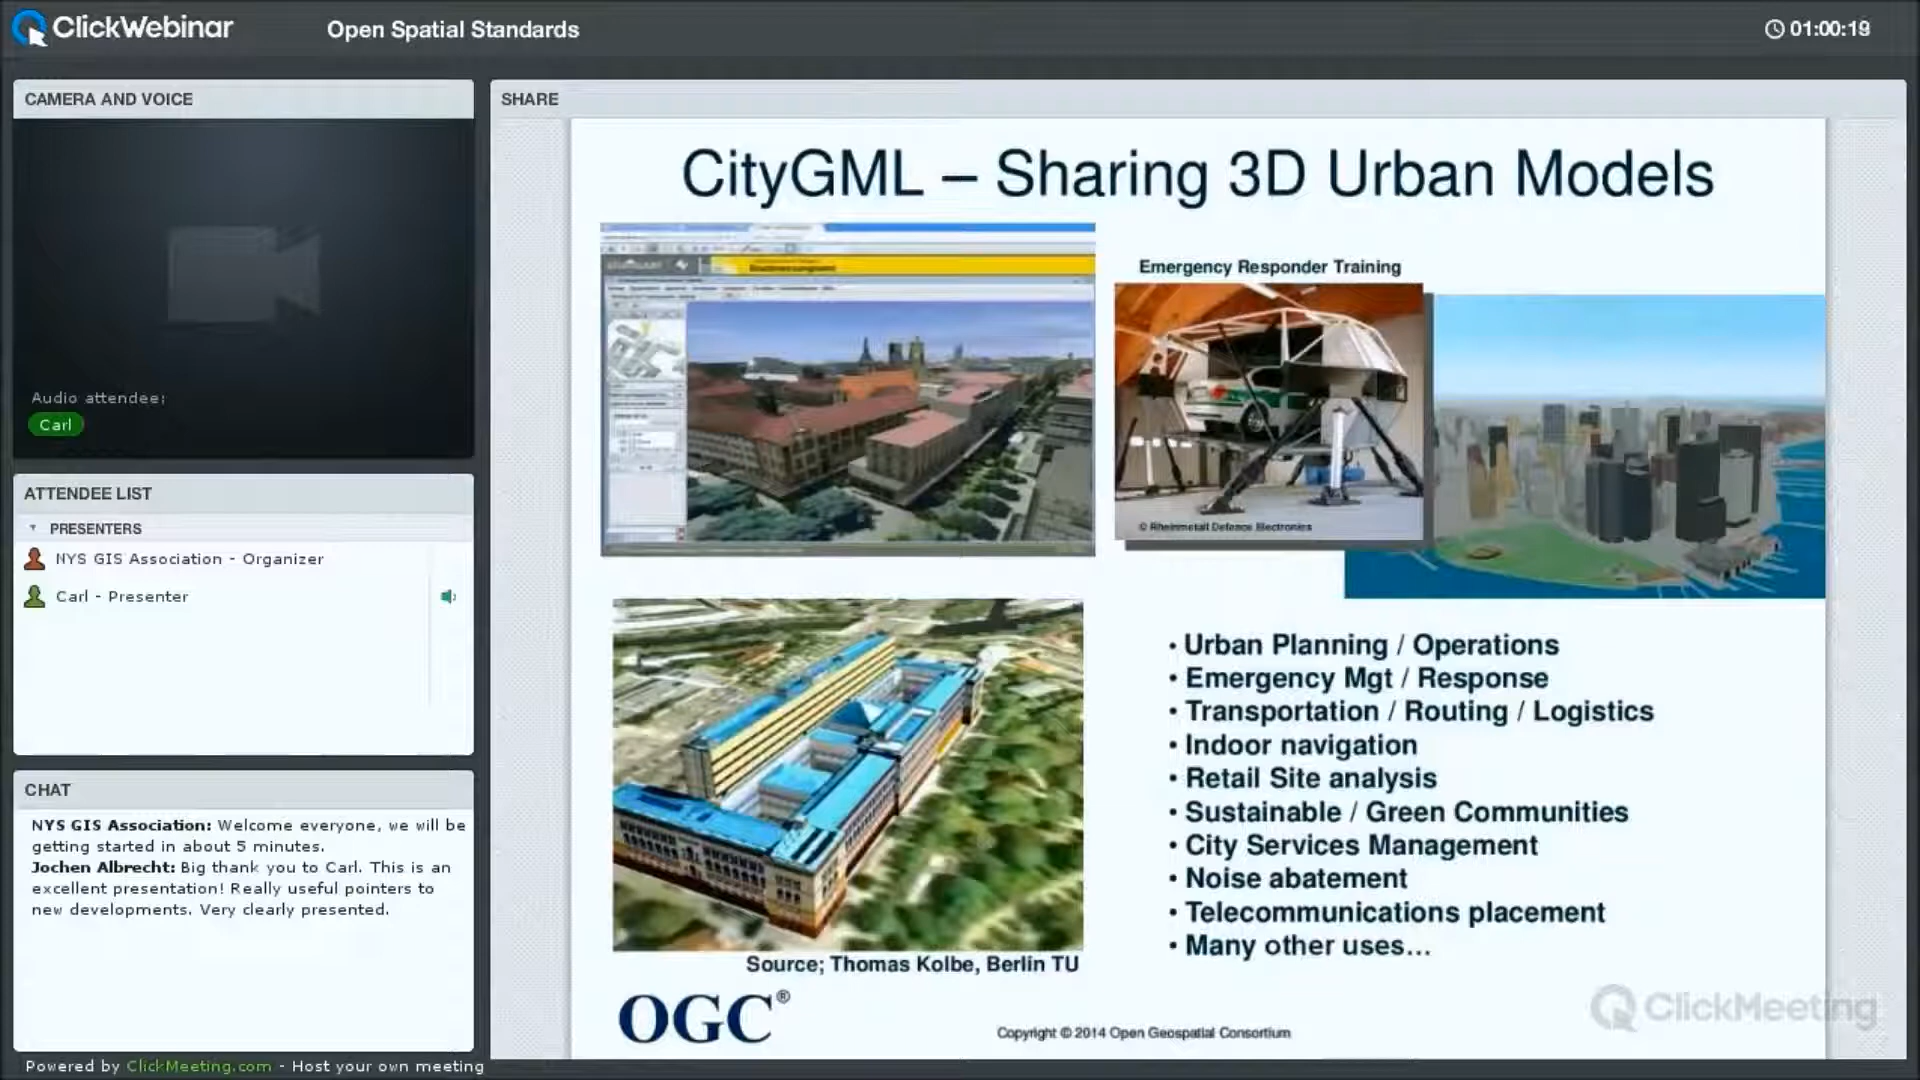 ClickWebinar
Open Spatial Standards
01:00:19
CAMERA AND VOICE
Audio attendee:
Carl
ATTENDEE LIST
PRESENTERS
NYS GIS Association - Organizer
Carl - Presenter
CHAT
NYS GIS Association: Welcome everyone, we will be
getting started in about 5 minutes.
Jochen Albrecht: Big thank you to Carl. This is an
excellent presentation! Really useful pointers to
new developments. Very clearly presented.
Powered by ClickMeeting.com - Host your own meeting
SHARE
CityGML – Sharing 3D Urban Models
Emergency Responder Training
© Rheinmetall Defence Electronics
• Urban Planning / Operations
• Emergency Mgt / Response
• Transportation / Routing / Logistics
• Indoor navigation
• Retail Site analysis
• Sustainable / Green Communities
• City Services Management
• Noise abatement
• Telecommunications placement
• Many other uses…
Source; Thomas Kolbe, Berlin TU
OGC®
Copyright © 2014 Open Geospatial Consortium
ClickMeeting